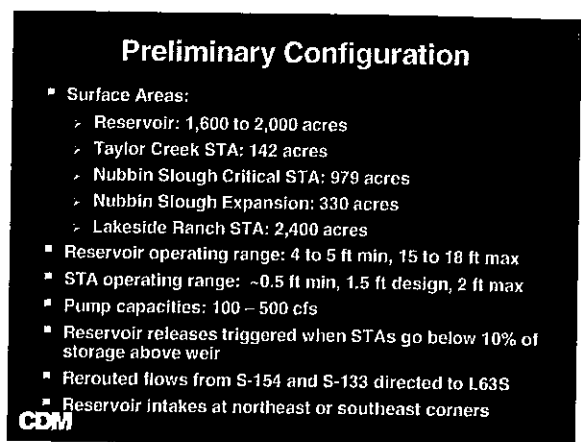 Preliminary Configuration
▪ Surface Areas:
➢ Reservoir: 1,600 to 2,000 acres
➢ Taylor Creek STA: 142 acres
➢ Nubbin Slough Critical STA: 979 acres
➢ Nubbin Slough Expansion: 330 acres
➢ Lakeside Ranch STA: 2,400 acres
▪ Reservoir operating range: 4 to 5 ft min, 15 to 18 ft max
▪ STA operating range: ~0.5 ft min, 1.5 ft design, 2 ft max
▪ Pump capacities: 100 – 500 cfs
▪ Reservoir releases triggered when STAs go below 10% of
storage above weir
▪ Rerouted flows from S-154 and S-133 directed to L63S
▪ Reservoir intakes at northeast or southeast corners
CDM